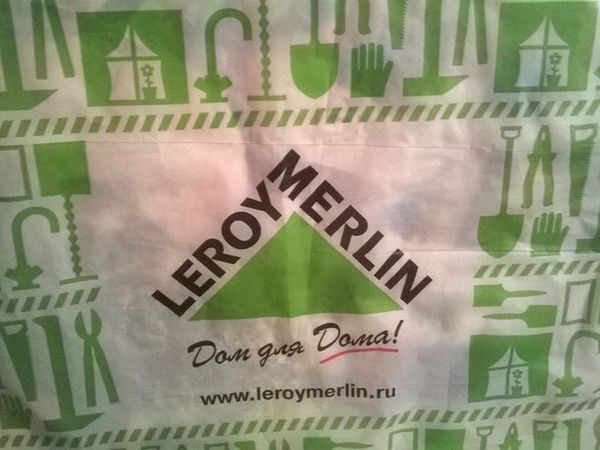 LEROY MERLIN
Дом для Дома!
www.leroymerlin.ru